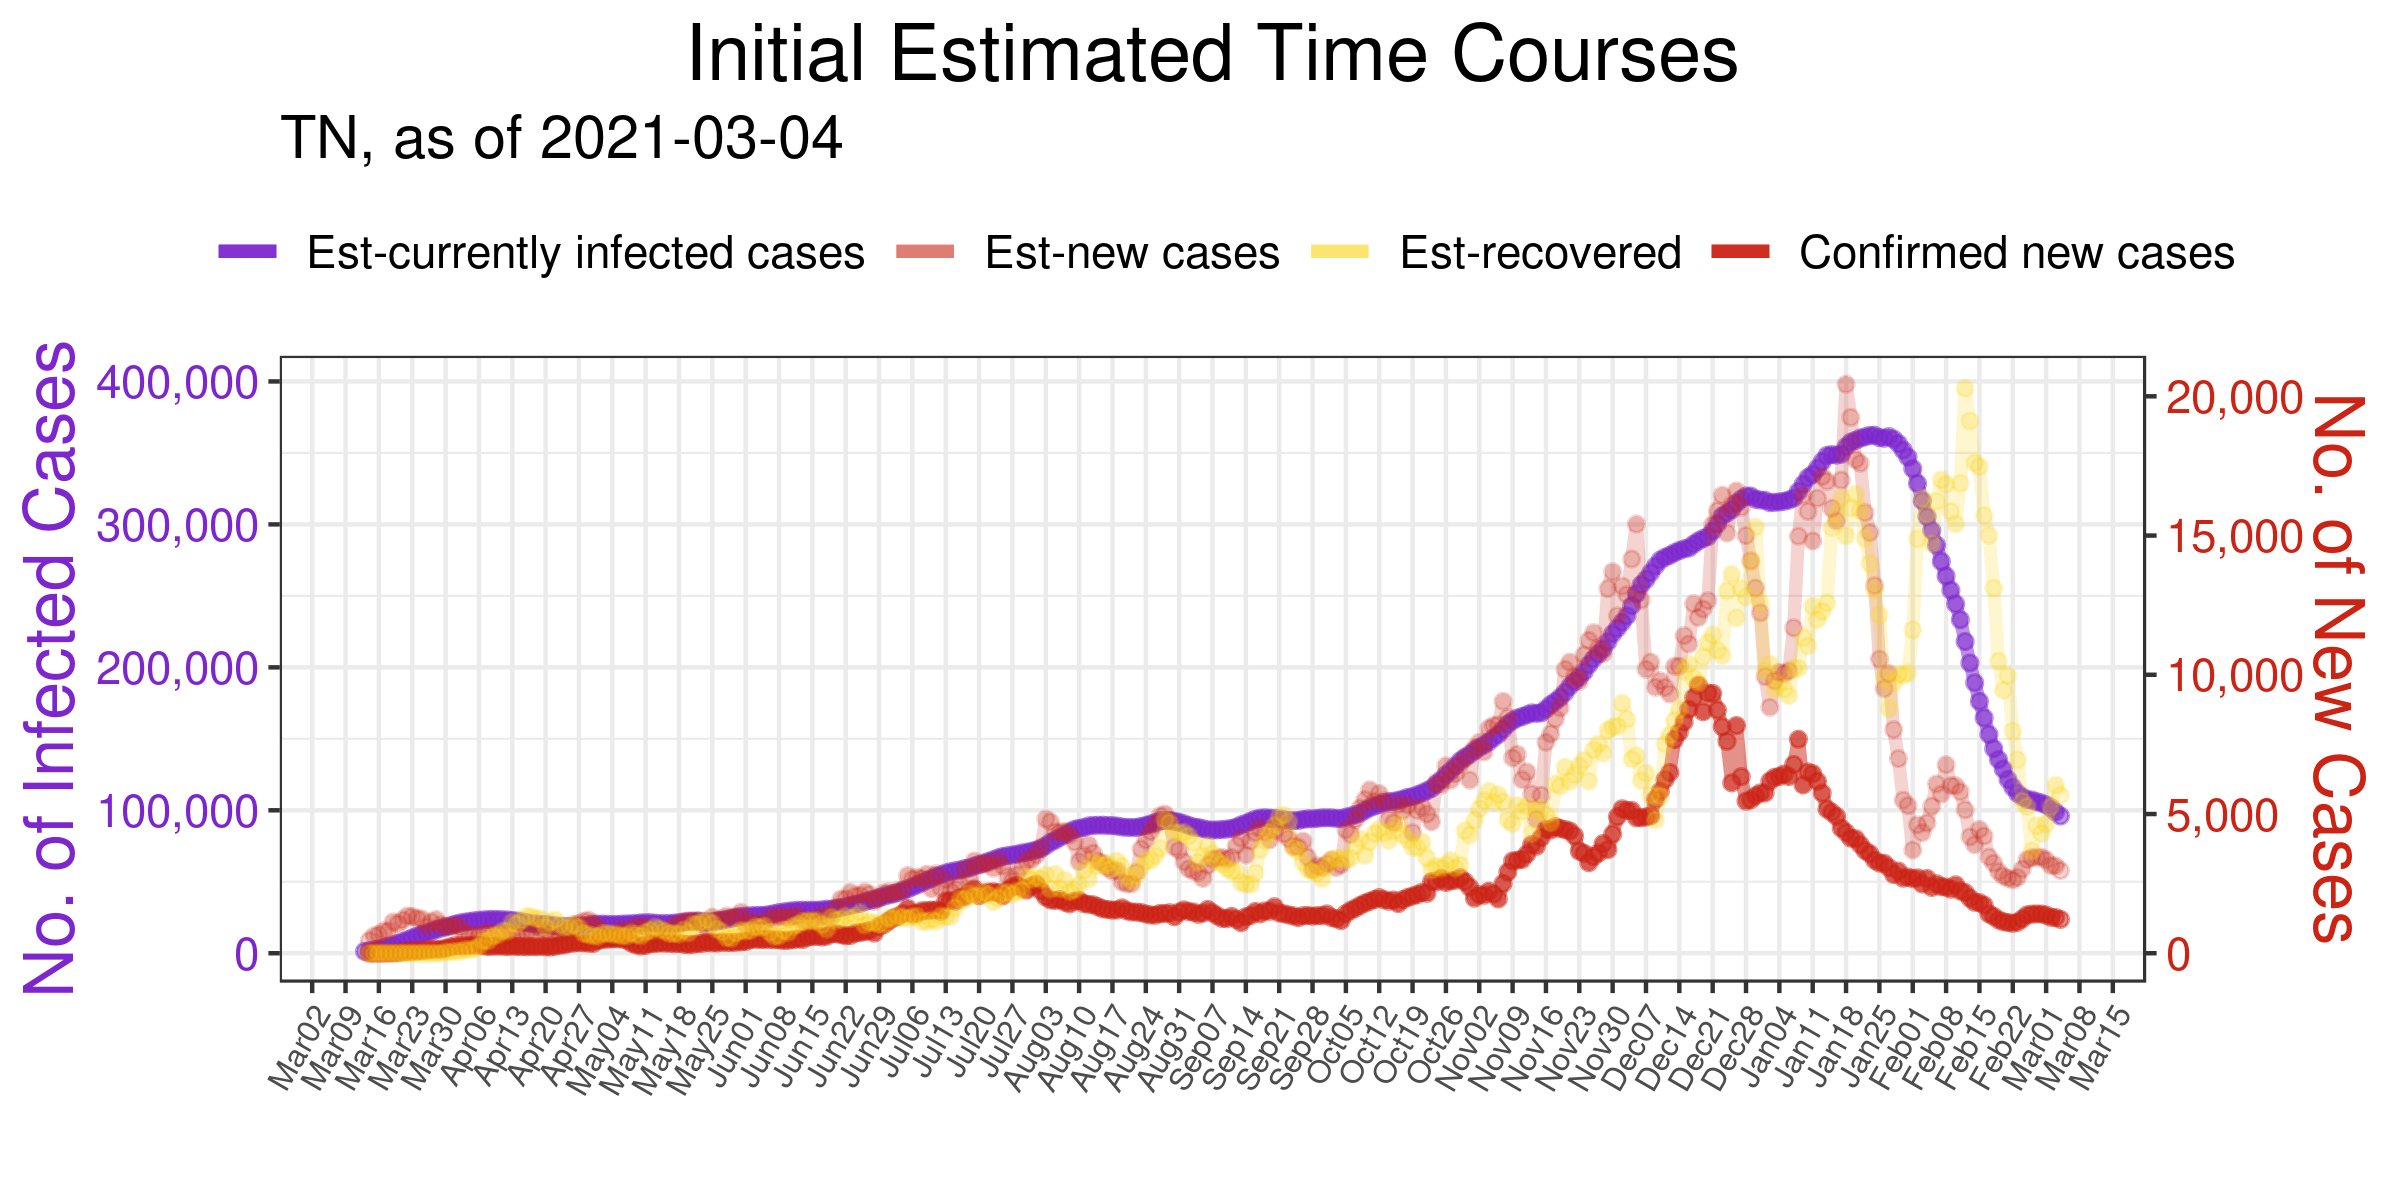 Initial Estimated Time Courses
TN, as of 2021-03-04
Est-currently infected cases
Est-new cases
Est-recovered
Confirmed new cases
No. of Infected Cases
400,000
300,000
200,000
100,000
0
20,000
15,000
10,000
5,000
0
No. of New Cases
Mar02
Mar09
Mar16
Mar23
Mar30
Apr06
Apr13
Apr20
Apr27
May04
May11
May18
May25
Jun01
Jun08
Jun15
Jun22
Jun29
Jul06
Jul13
Jul20
Jul27
Aug03
Aug10
Aug17
Aug24
Aug31
Sep07
Sep14
Sep21
Sep28
Oct05
Oct12
Oct19
Oct26
Nov02
Nov09
Nov16
Nov23
Nov30
Dec07
Dec14
Dec21
Dec28
Jan04
Jan11
Jan18
Jan25
Feb01
Feb08
Feb15
Feb22
Mar01
Mar08
Mar15